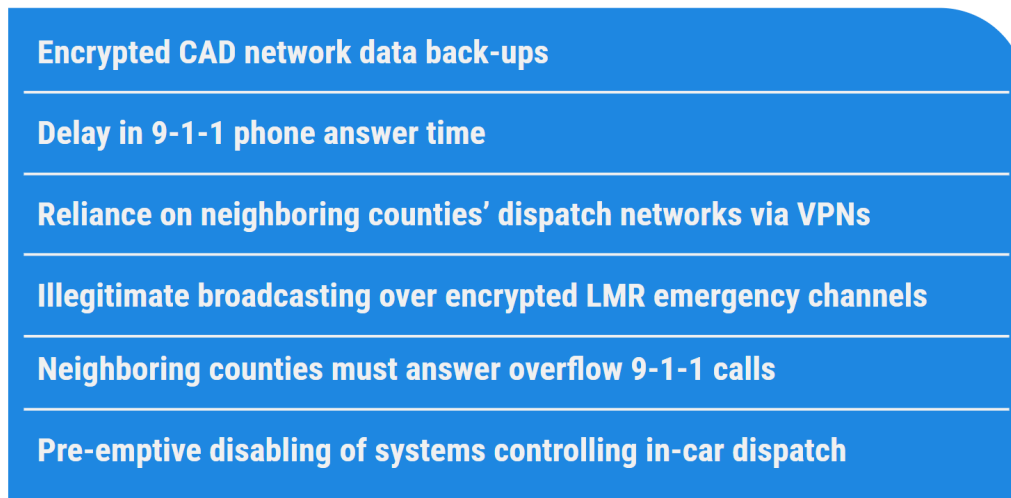 Encrypted CAD network data back-ups
Delay in 9-1-1 phone answer time
Reliance on neighboring counties’ dispatch networks via VPNs
Illegitimate broadcasting over encrypted LMR emergency channels
Neighboring counties must answer overflow 9-1-1 calls
Pre-emptive disabling of systems controlling in-car dispatch